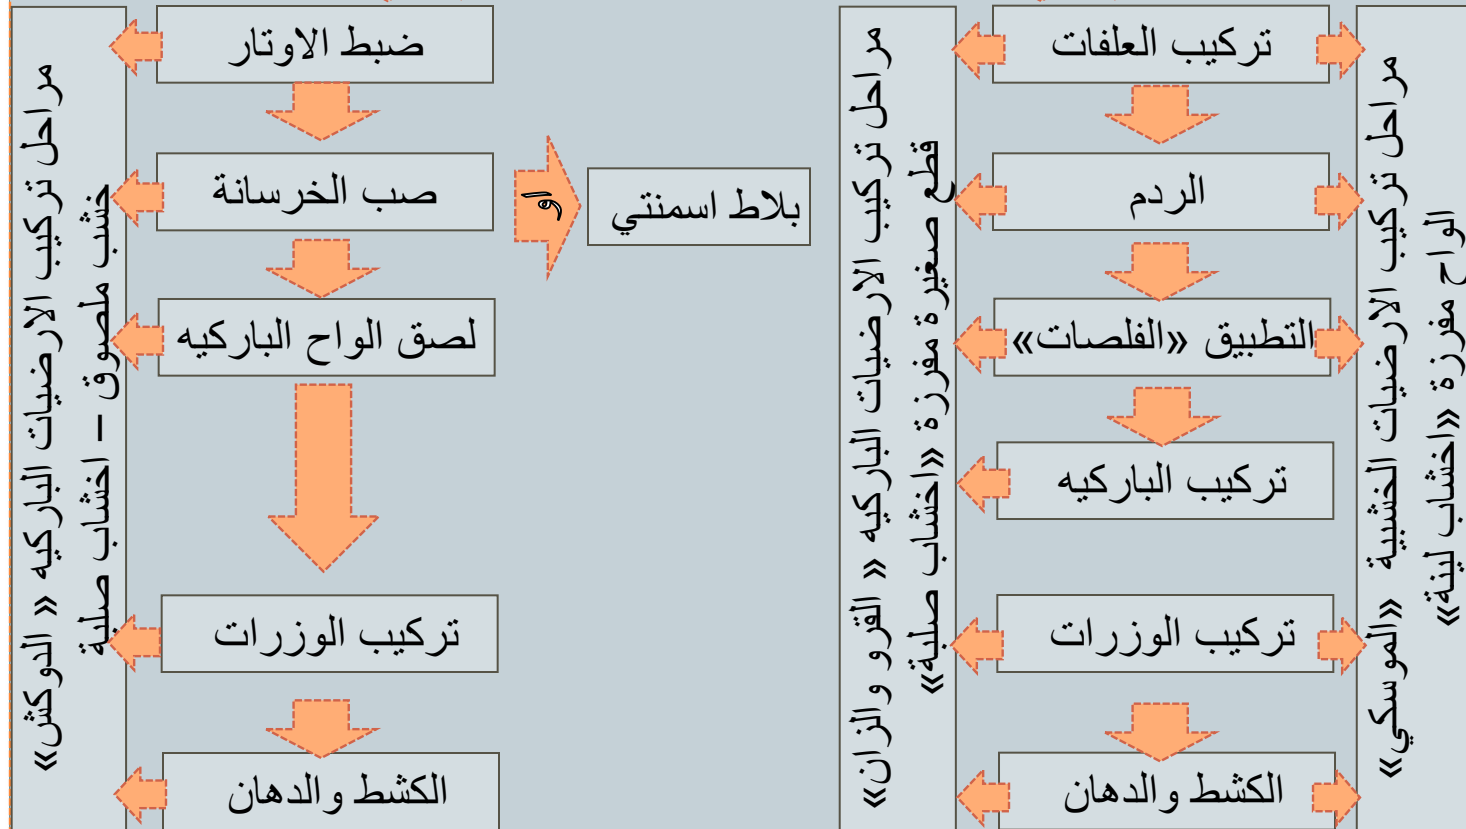 مراحل تركيب الارضيات الخشبية «الموسكي»
الواح مفرزة «اخشاب لينة»
تركيب العلفات
الردم
التطبيق «الفلصات»
تركيب الباركيه
تركيب الوزرات
الكشط والدهان
مراحل تركيب الارضيات الباركيه « القرو والزان»
قطع صغيرة مفرزة «اخشاب صلبة»
بلاط اسمنتي
ضبط الاوتار
صب الخرسانة
لصق الواح الباركيه
تركيب الوزرات
الكشط والدهان
مراحل تركيب الارضيات الباركيه « الدوكش»
خشب ملصوق – اخشاب صلبة